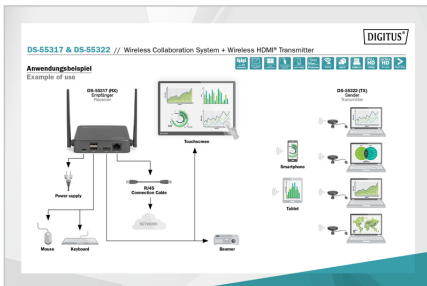 DIGITUS®
DS-55317 & DS-55322 // Wireless Collaboration System + Wireless HDMI® Transmitter
Anwendungsbeispiel
Example of use
DS-55317 (RX)
Empfänger
Receiver
DS-55322 (TX)
Sender
Transmitter
Touchscreen
Smartphone
Power supply
RJ45
Connection Cable
Tablet
NETWORK
Mouse
Keyboard
Beamer